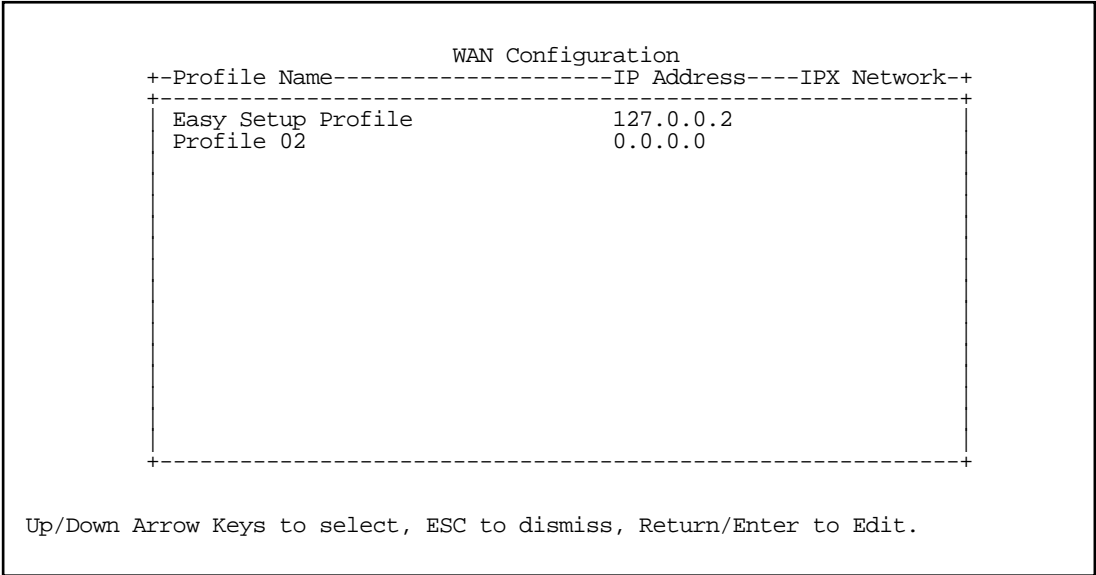 WAN Configuration
+-Profile Name---------------------IP Address----IPX Network-+
+------------------------------------------------------------+
| Easy Setup Profile               127.0.0.2                 |
| Profile 02                       0.0.0.0                   |
+------------------------------------------------------------+
Up/Down Arrow Keys to select, ESC to dismiss, Return/Enter to Edit.